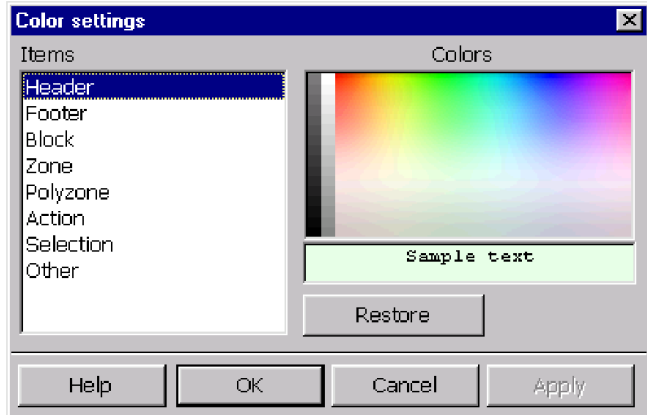 Color settings
Items
Colors
Header
Footer
Block
Zone
Polyzone
Action
Selection
Other
Sample text
Restore
Help
OK
Cancel
Apply